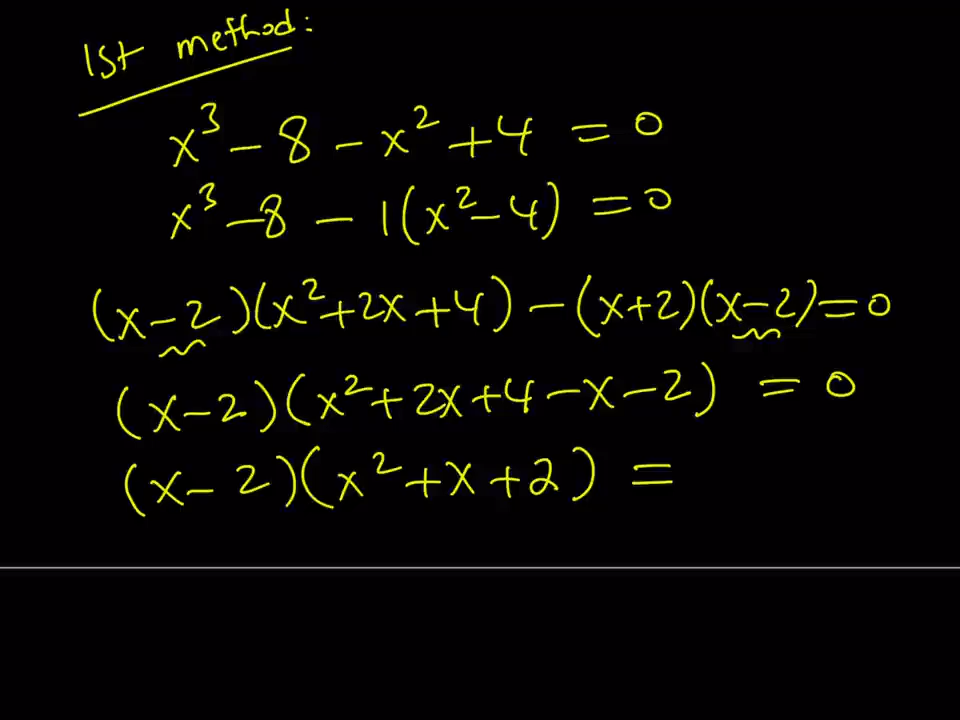 1st method:
x³ - 8 - x² + 4 = 0
x³ - 8 - 1(x² - 4) = 0
(x - 2)(x² + 2x + 4) - (x + 2)(x - 2) = 0
(x - 2)(x² + 2x + 4 - x - 2) = 0
(x - 2)(x² + x + 2) =